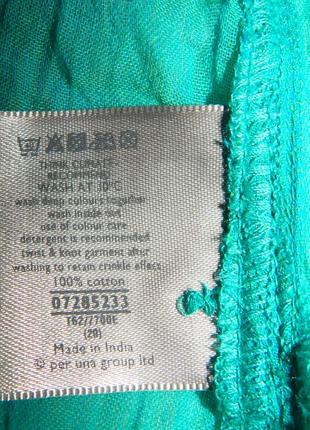 THINK CLIMATE
RECOMMEND
WASH AT 30°C
wash deep colours together
wash inside out
use of colour care
detergent is recommended
twist & knot garment after
washing to retain crinkle effect
100% cotton
07285233
T62/7700E
(20)
Made in India
© per una group ltd